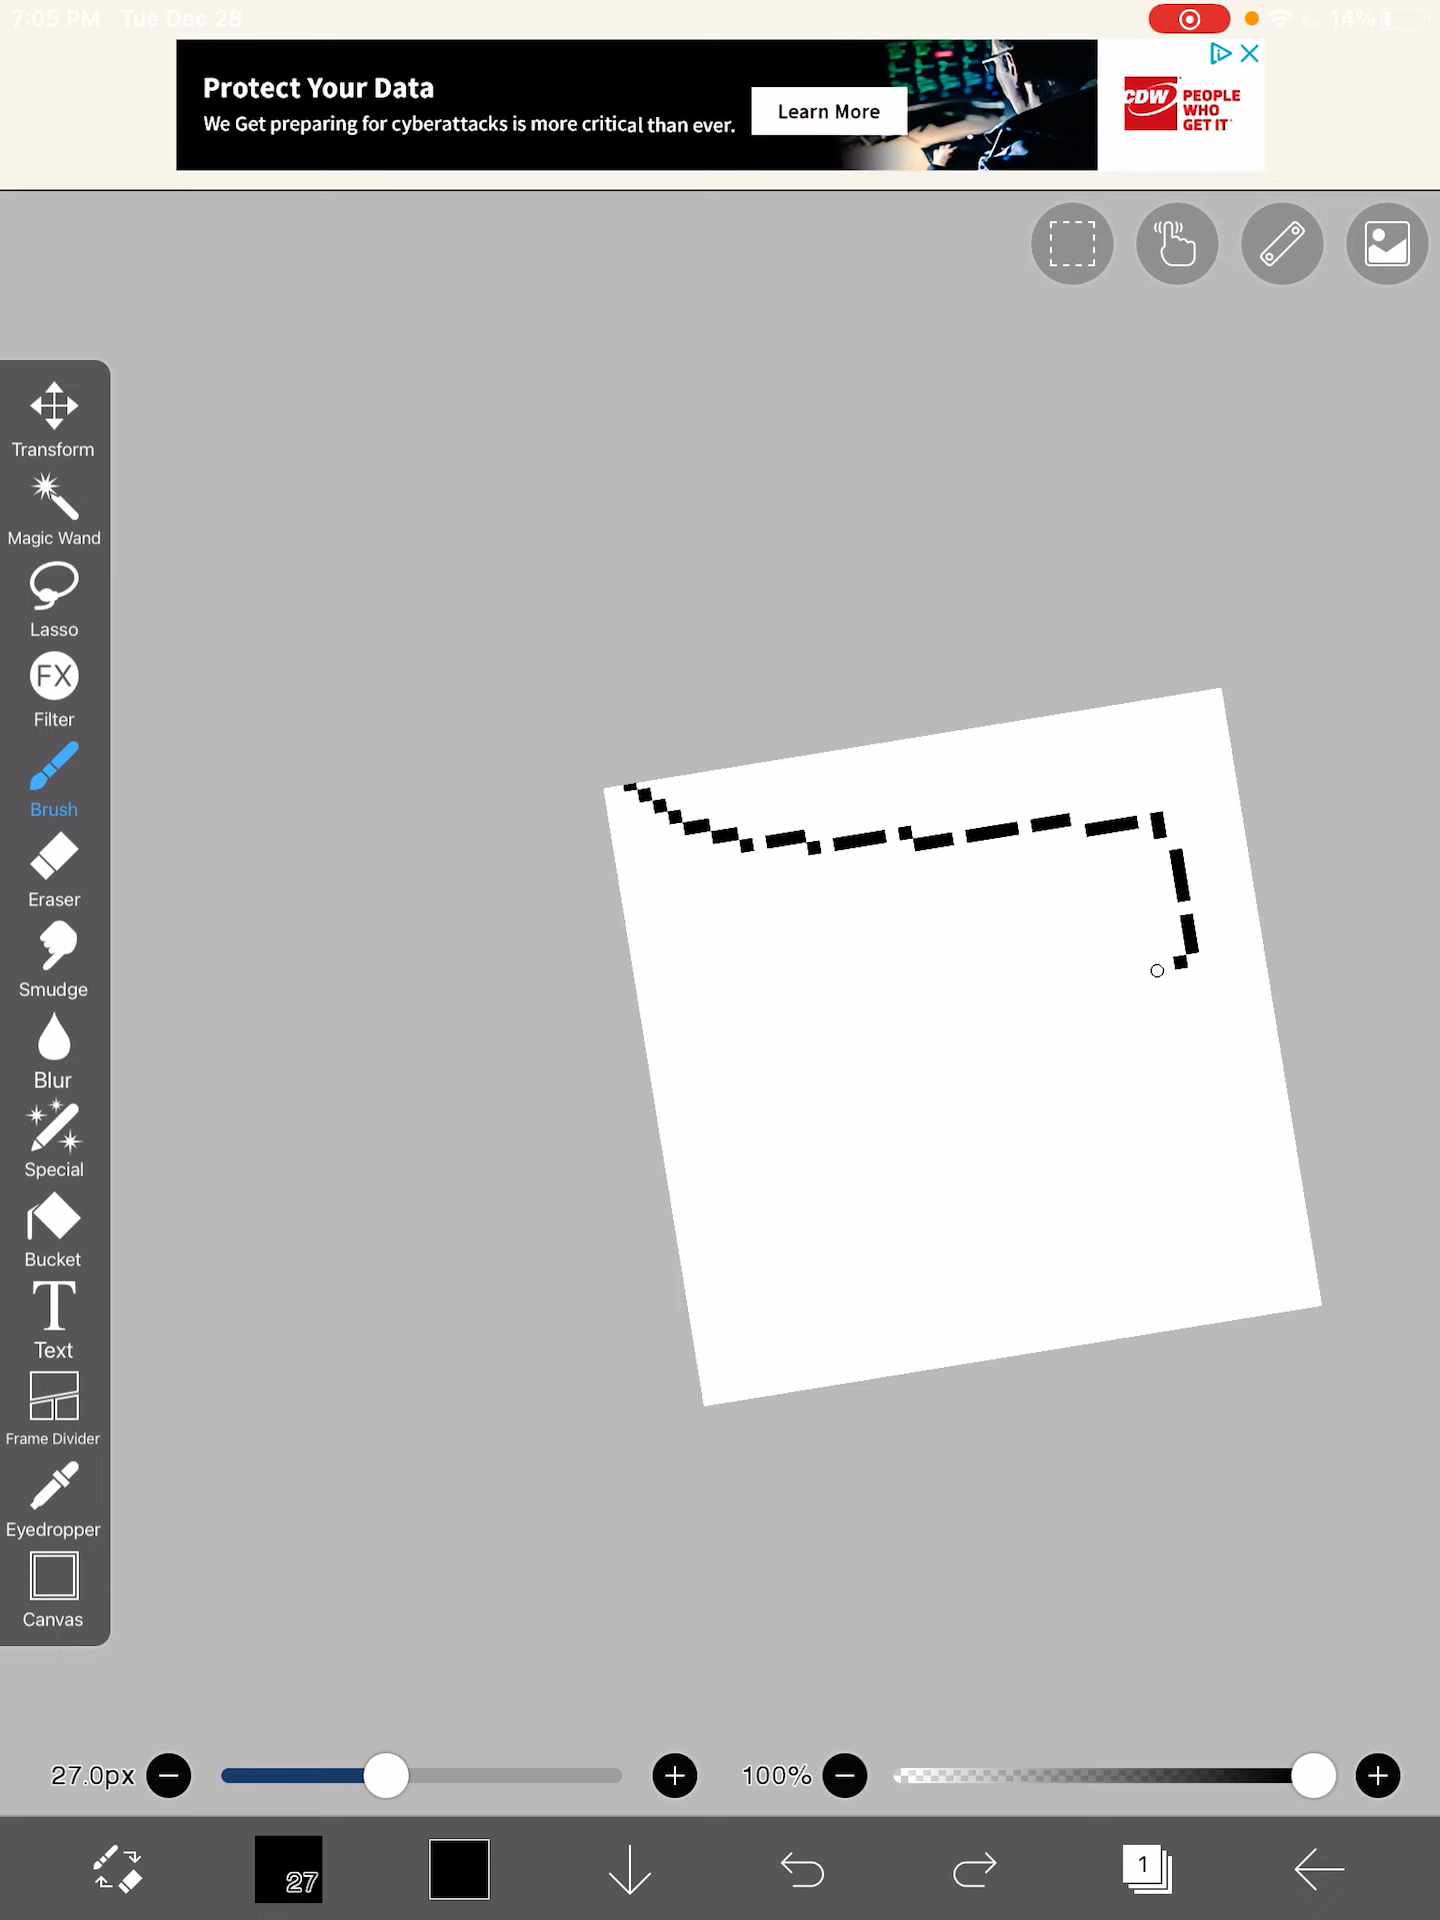 7:05 PM Tue Dec 28
14%
Protect Your Data
We Get preparing for cyberattacks is more critical than ever.
Learn More
CDW
PEOPLE
WHO
GET IT
Transform
Magic Wand
Lasso
FX
Filter
Brush
Eraser
Smudge
Blur
Special
Bucket
T
Text
Frame Divider
Eyedropper
Canvas
27.0px
100%
27
1